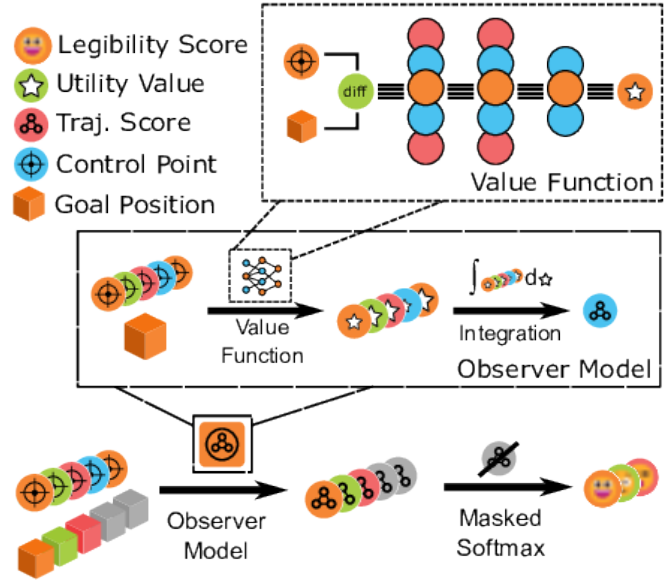 Legibility Score
Utility Value
Traj. Score
Control Point
Goal Position
diff
Value Function
Value
Function
∫ d☆
Integration
Observer Model
Observer
Model
Masked
Softmax